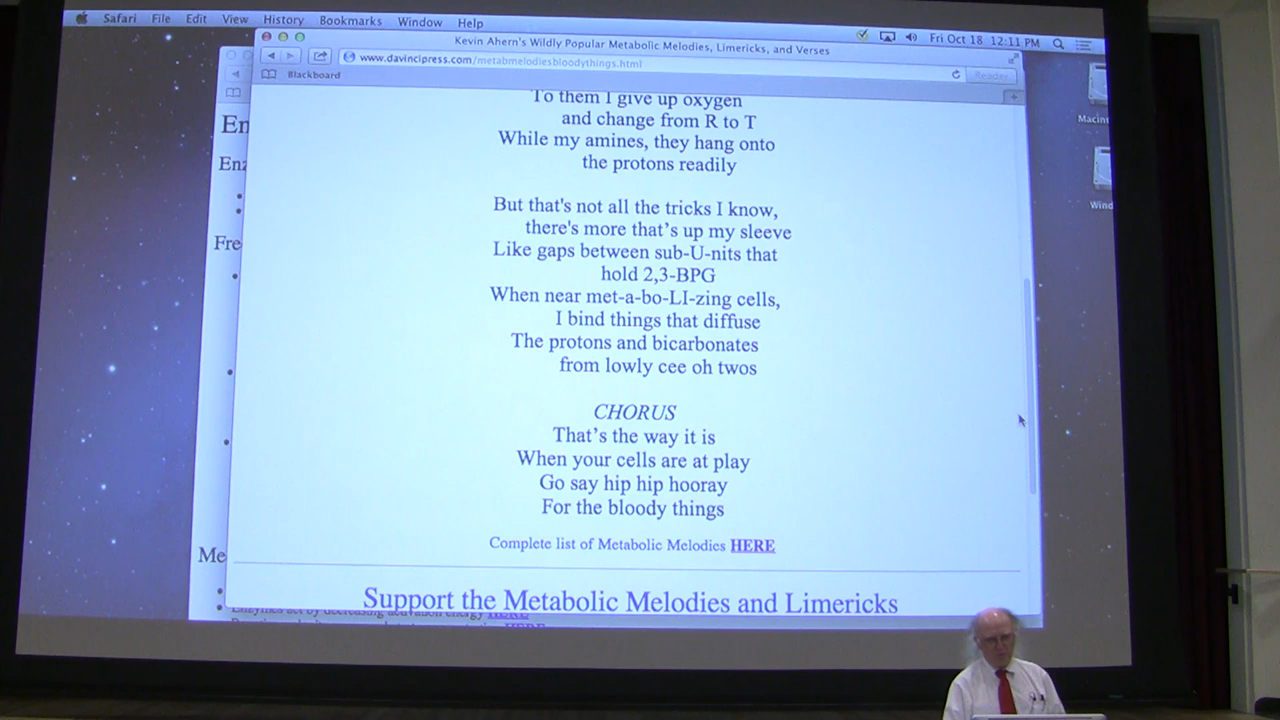 Safari File Edit View History Bookmarks Window Help
Fri Oct 18 12:11 PM
Kevin Ahern's Wildly Popular Metabolic Melodies, Limericks, and Verses
www.davincipress.com/metabmelodiesbloodythings.html
Reader
Blackboard
To them I give up oxygen
and change from R to T
While my amines, they hang onto
the protons readily
But that's not all the tricks I know,
there's more that's up my sleeve
Like gaps between sub-U-nits that
hold 2,3-BPG
When near met-a-bo-LI-zing cells,
I bind things that diffuse
The protons and bicarbonates
from lowly cee oh twos
CHORUS
That's the way it is
When your cells are at play
Go say hip hip hooray
For the bloody things
Complete list of Metabolic Melodies HERE
Support the Metabolic Melodies and Limericks
En
Enz
Fre
Me
Macin
Wind